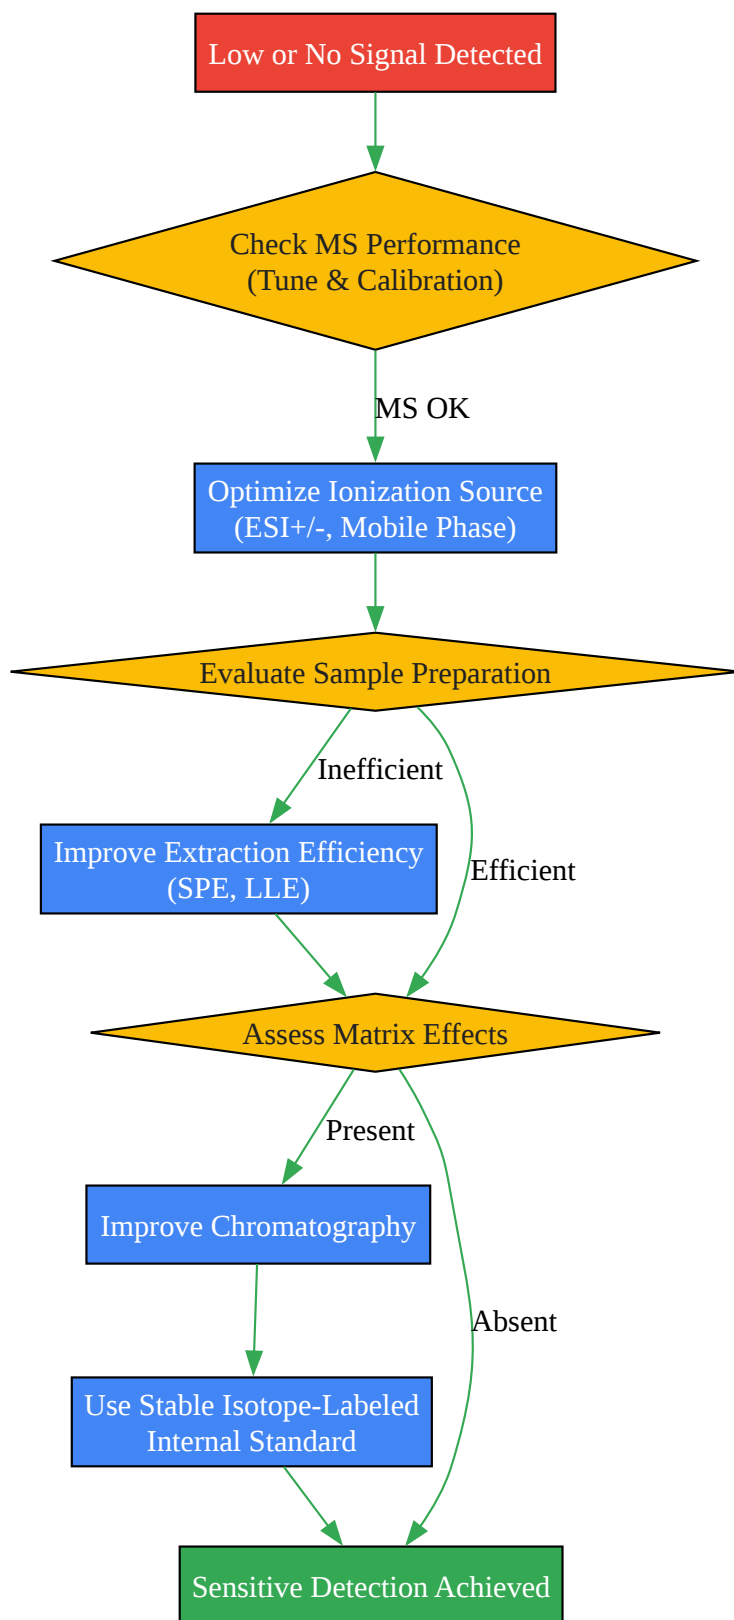 Low or No Signal Detected
Check MS Performance
(Tune & Calibration)
MS OK
Optimize Ionization Source
(ESI+/-, Mobile Phase)
Evaluate Sample Preparation
Inefficient
Improve Extraction Efficiency
(SPE, LLE)
Efficient
Assess Matrix Effects
Present
Improve Chromatography
Absent
Use Stable Isotope-Labeled
Internal Standard
Sensitive Detection Achieved